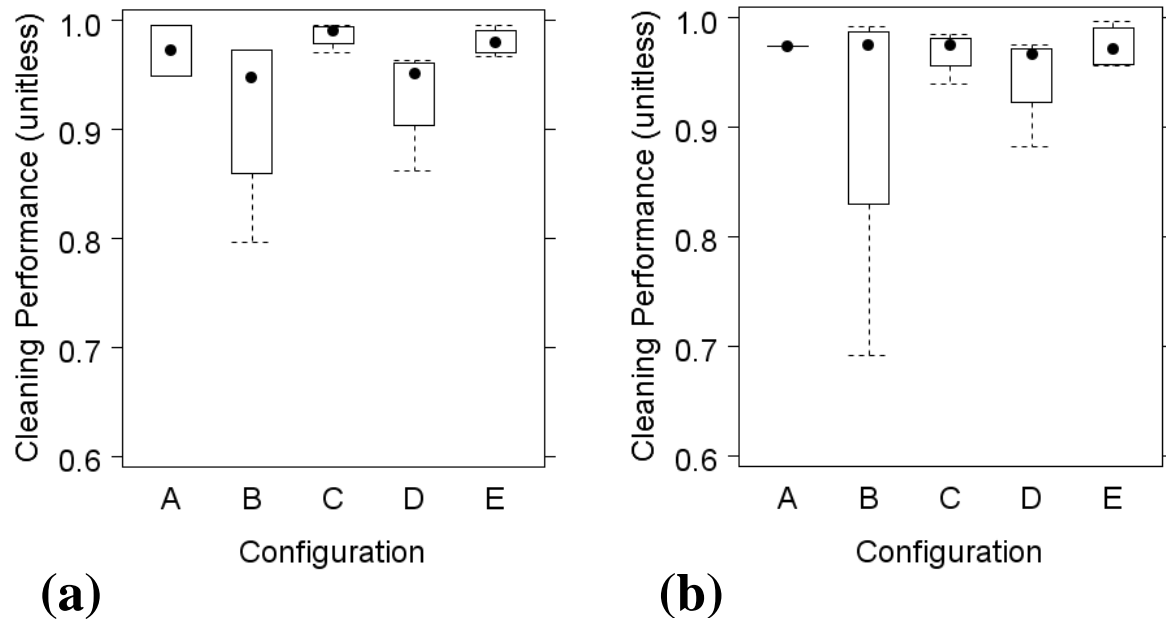 Cleaning Performance (unitless)
1.0
0.9
0.8
0.7
0.6
A B C D E
Configuration
(a)
Cleaning Performance (unitless)
1.0
0.9
0.8
0.7
0.6
A B C D E
Configuration
(b)